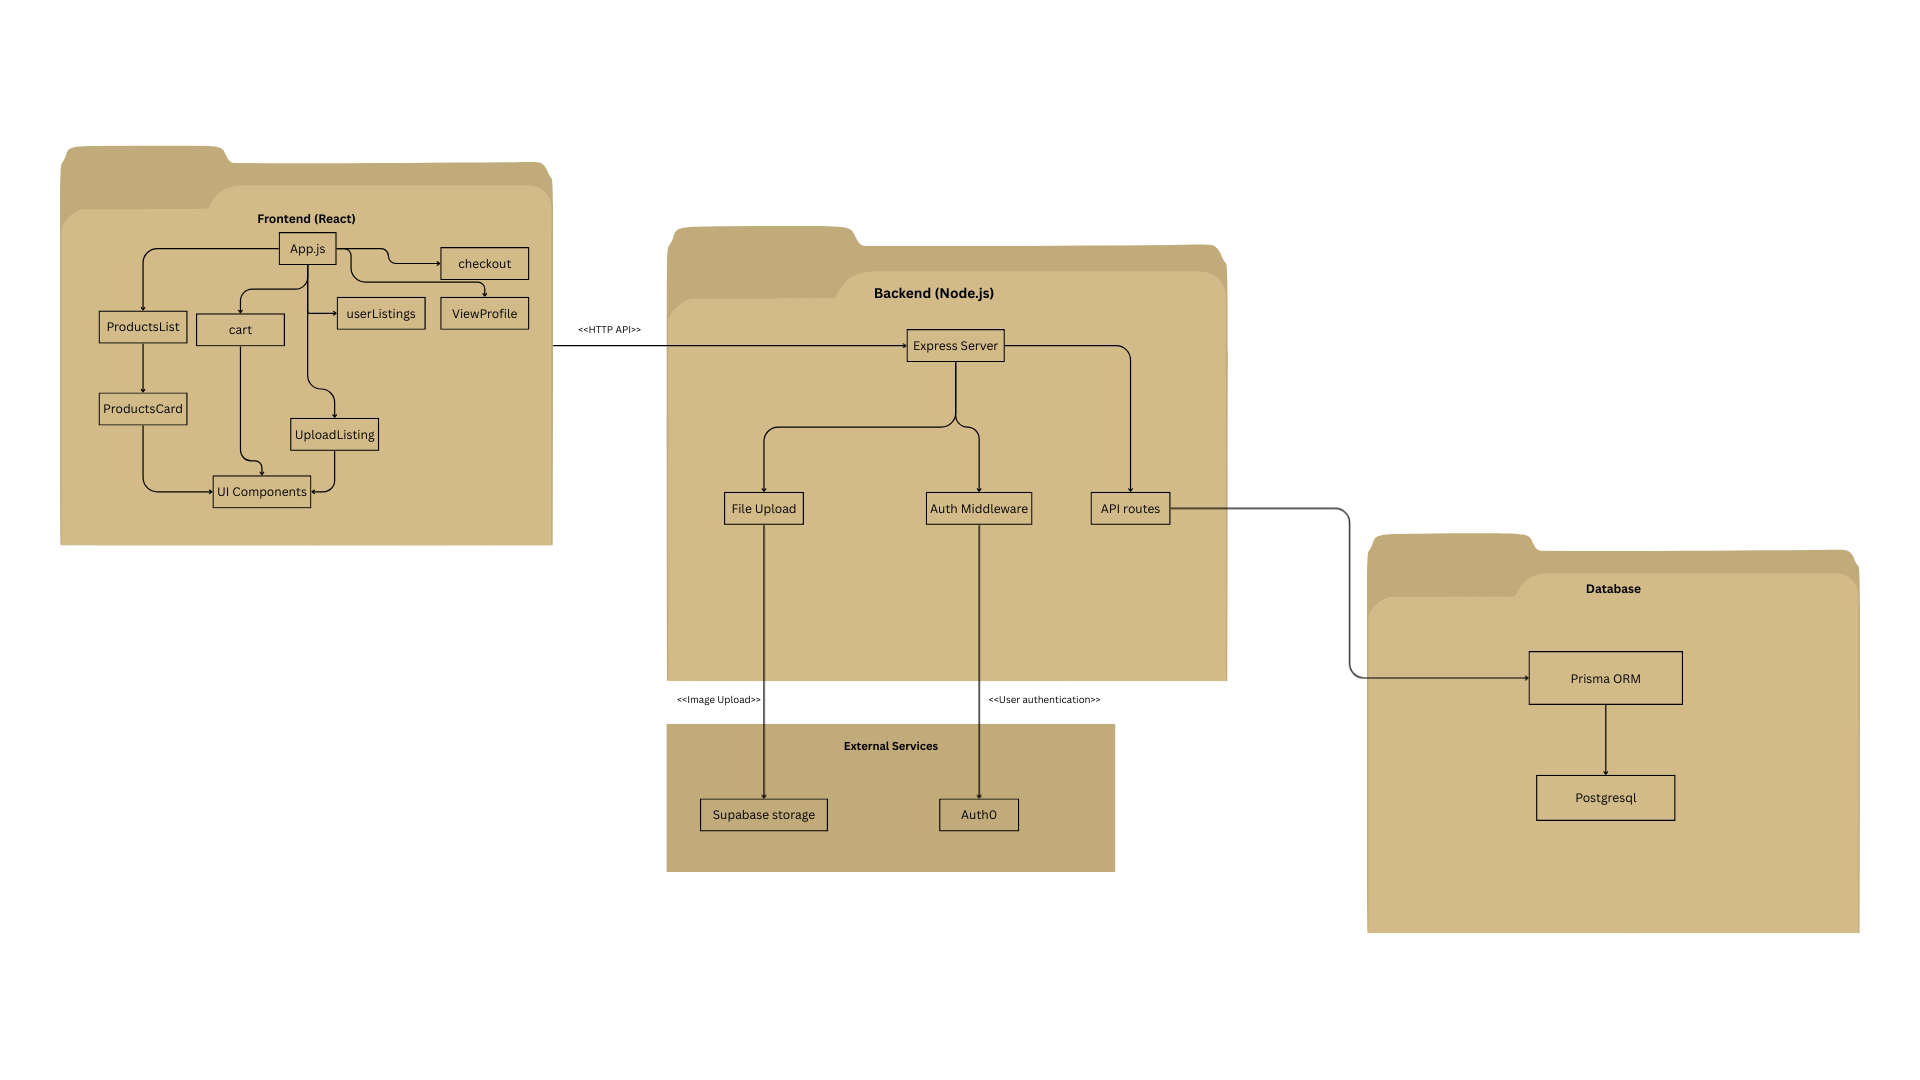 Frontend (React)
App.js
checkout
ProductsList
cart
userListings
ViewProfile
ProductsCard
UploadListing
UI Components
<<HTTP API>>
Backend (Node.js)
Express Server
File Upload
Auth Middleware
API routes
<<Image Upload>>
<<User authentication>>
External Services
Supabase storage
Auth0
Database
Prisma ORM
Postgresql